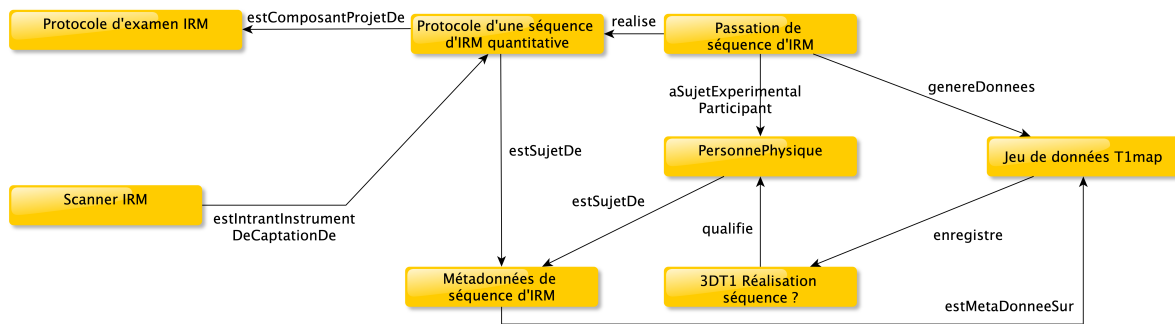 Protocole d'examen IRM
estComposantProjetDe
Protocole d'une séquence
d'IRM quantitative
realise
Passation de
séquence d'IRM
aSujetExperimental
Participant
genereDonnees
estSujetDe
PersonnePhysique
Jeu de données T1map
Scanner IRM
estIntrantInstrument
DeCaptationDe
estSujetDe
qualifie
enregistre
Métadonnées de
séquence d'IRM
3DT1 Réalisation
séquence ?
estMetaDonneeSur